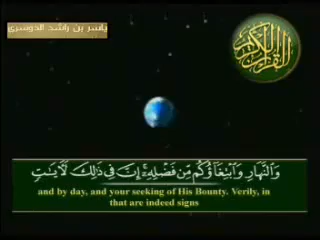 ياسر بن راشد الدوسري
القرآن الكريم
وَالنَّهَارِ وَابْتِغَاؤُكُم مِّن فَضْلِهِ ۚ إِنَّ فِي ذَٰلِكَ لَآيَاتٍ
and by day, and your seeking of His Bounty. Verily, in
that are indeed signs